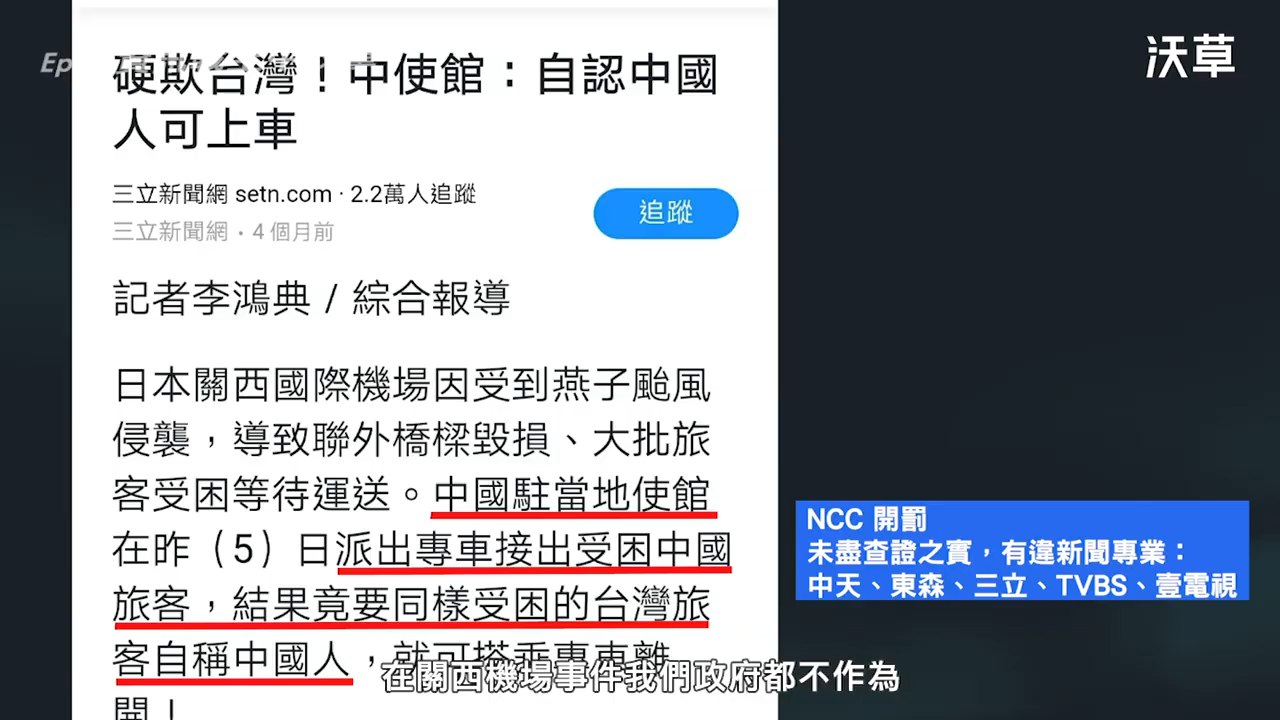 硬欺台灣！中使館：自認中國
人可上車
沃草
三立新聞網 setn.com · 2.2萬人追蹤
三立新聞網 · 4 個月前
追蹤
記者李鴻典 / 綜合報導
日本關西國際機場因受到燕子颱風
侵襲，導致聯外橋樑毀損、大批旅
客受困等待運送。中國駐當地使館
在昨（5）日派出專車接出受困中國
旅客，結果竟要同樣受困的台灣旅
客自稱中國人，就可搭乘專車離
開！
NCC 開罰
未盡查證之實，有違新聞專業：
中天、東森、三立、TVBS、壹電視
在關西機場事件我們政府都不作為